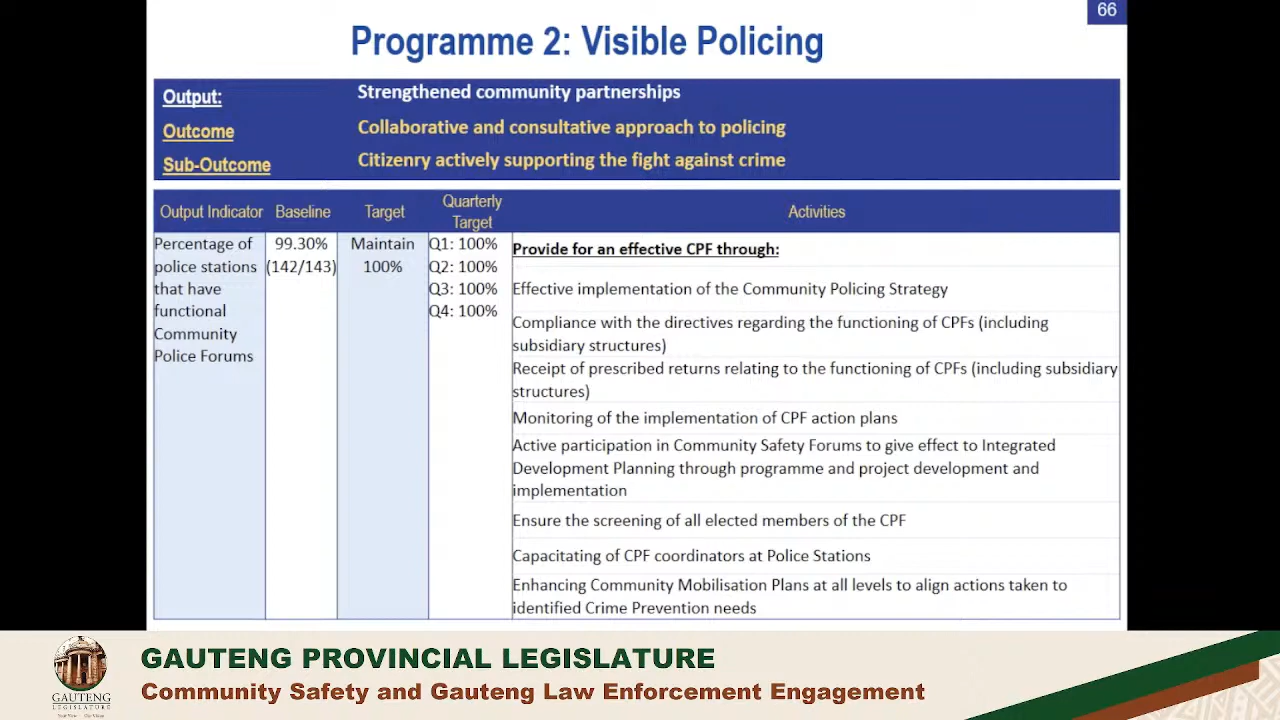 66
Programme 2: Visible Policing
Output: Strengthened community partnerships
Outcome Collaborative and consultative approach to policing
Sub-Outcome Citizenry actively supporting the fight against crime
Output Indicator Baseline Target Quarterly Target Activities
Percentage of police stations that have functional Community Police Forums
99.30% (142/143)
Maintain 100%
Q1: 100%
Q2: 100%
Q3: 100%
Q4: 100%
Provide for an effective CPF through:
Effective implementation of the Community Policing Strategy
Compliance with the directives regarding the functioning of CPFs (including
subsidiary structures)
Receipt of prescribed returns relating to the functioning of CPFs (including subsidiary
structures)
Monitoring of the implementation of CPF action plans
Active participation in Community Safety Forums to give effect to Integrated
Development Planning through programme and project development and
implementation
Ensure the screening of all elected members of the CPF
Capacitating of CPF coordinators at Police Stations
Enhancing Community Mobilisation Plans at all levels to align actions taken to
identified Crime Prevention needs
GAUTENG PROVINCIAL LEGISLATURE
Community Safety and Gauteng Law Enforcement Engagement
GAUTENG
LEGISLATURE